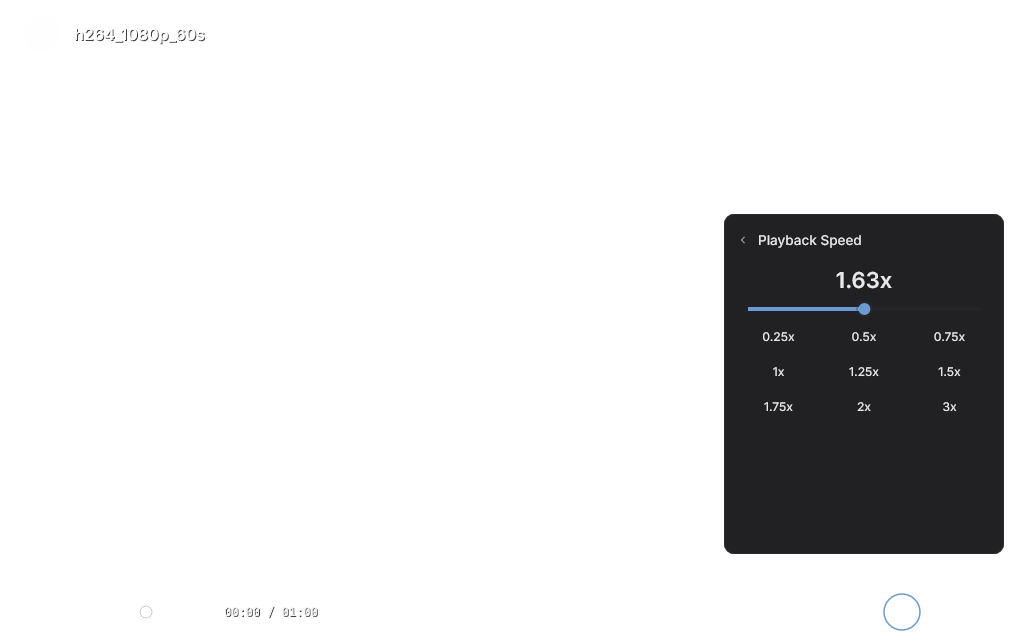 h264_1080p_60s
Playback Speed
1.63x
0.25x 0.5x 0.75x
1x 1.25x 1.5x
1.75x 2x 3x
00:00 / 01:00